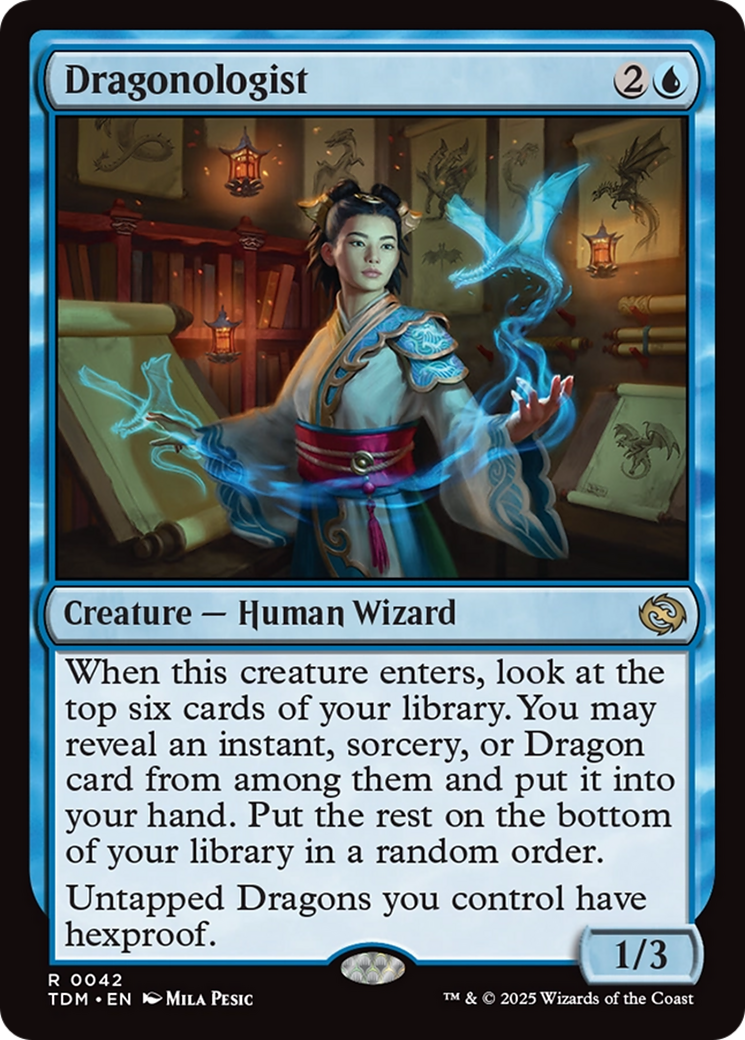 Dragonologist 2
Creature — Human Wizard
When this creature enters, look at the
top six cards of your library. You may
reveal an instant, sorcery, or Dragon
card from among them and put it into
your hand. Put the rest on the bottom
of your library in a random order.
Untapped Dragons you control have
hexproof.
1/3
R 0042
TDM • EN Mila Pesic
™ & © 2025 Wizards of the Coast